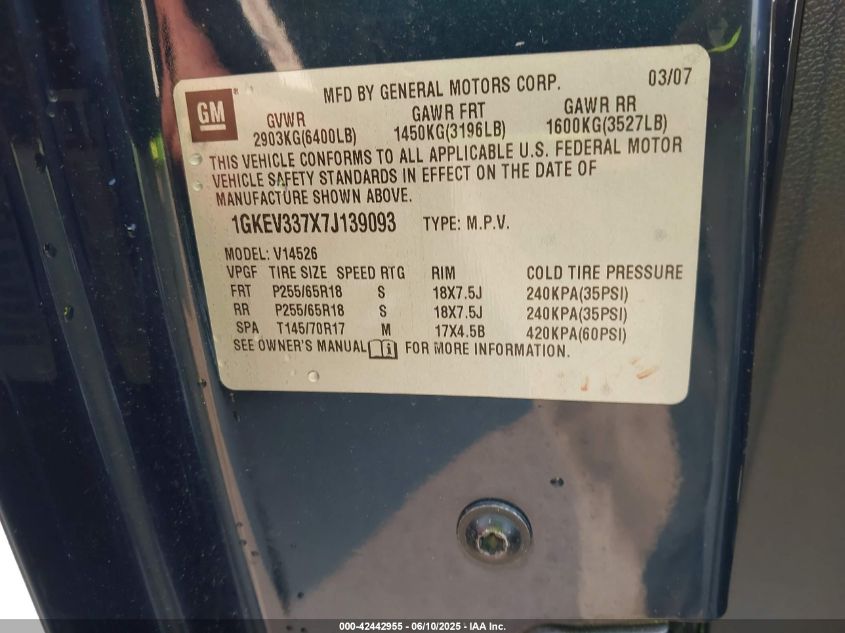 GM
MFD BY GENERAL MOTORS CORP. 03/07
GVWR GAWR FRT GAWR RR
2903KG(6400LB) 1450KG(3196LB) 1600KG(3527LB)
THIS VEHICLE CONFORMS TO ALL APPLICABLE U.S. FEDERAL MOTOR
VEHICLE SAFETY STANDARDS IN EFFECT ON THE DATE OF
MANUFACTURE SHOWN ABOVE.
1GKEV337X7J139093 TYPE: M.P.V.
MODEL: V14526
VPGF TIRE SIZE SPEED RTG RIM COLD TIRE PRESSURE
FRT P255/65R18 S 18X7.5J 240KPA(35PSI)
RR P255/65R18 S 18X7.5J 240KPA(35PSI)
SPA T145/70R17 M 17X4.5B 420KPA(60PSI)
SEE OWNER'S MANUAL FOR MORE INFORMATION.
000-42442955 - 06/10/2025 - IAA Inc.